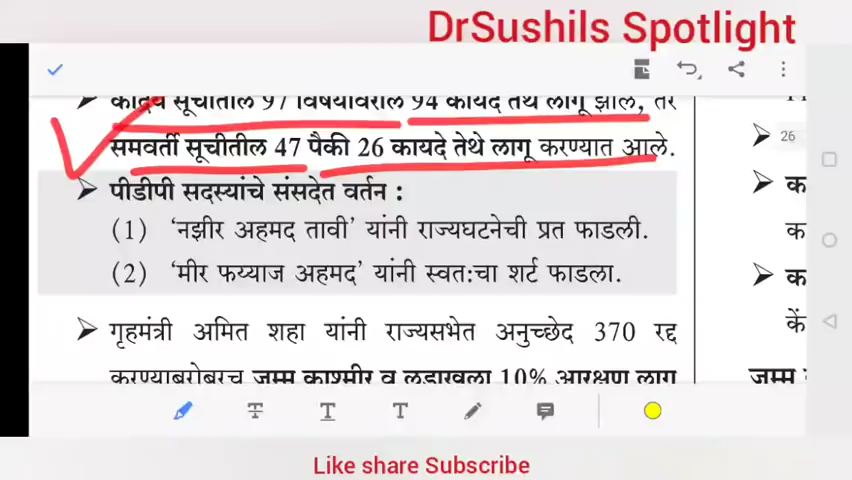 DrSushils Spotlight
केंद्रिय सूचीतील 97 विषयांवरील 94 कायदे तेथे लागू झाले, तर
समवर्ती सूचीतील 47 पैकी 26 कायदे तेथे लागू करण्यात आले.
26
पीडीपी सदस्यांचे संसदेत वर्तन :
(1) 'नझीर अहमद तावी' यांनी राज्यघटनेची प्रत फाडली.
(2) 'मीर फय्याज अहमद' यांनी स्वतःचा शर्ट फाडला.
गृहमंत्री अमित शहा यांनी राज्यसभेत अनुच्छेद 370 रद्द
करण्याबरोबरच जम्मू काश्मीर व लडाखला 10% आरक्षण लागू
T T T
Like share Subscribe